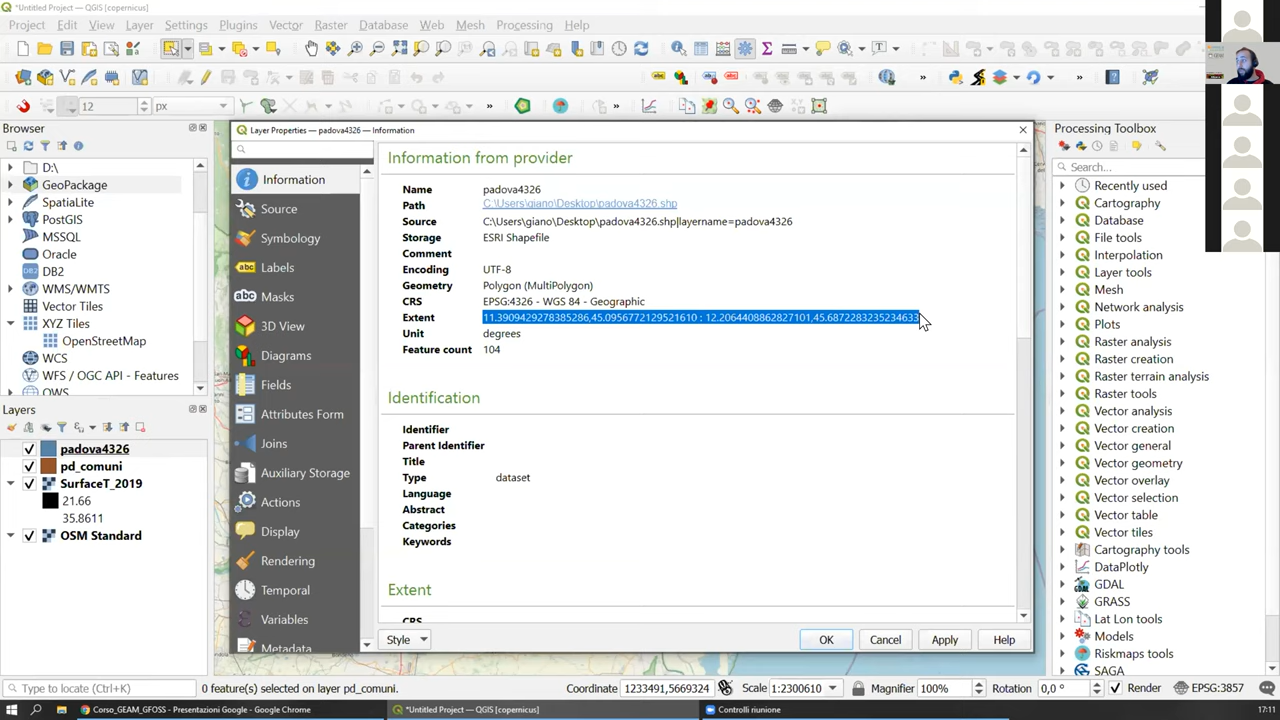 *Untitled Project — QGIS [copernicus]
Project Edit View Layer Settings Plugins Vector Raster Database Web Mesh Processing Help
12 px
Browser
D:\
GeoPackage
SpatiaLite
PostGIS
MSSQL
Oracle
DB2
WMS/WMTS
Vector Tiles
XYZ Tiles
OpenStreetMap
WCS
WFS / OGC API - Features
OWS
Layers
padova4326
pd_comuni
SurfaceT_2019
21.66
35.8611
OSM Standard
Layer Properties — padova4326 — Information
Information
Source
Symbology
Labels
Masks
3D View
Diagrams
Fields
Attributes Form
Joins
Auxiliary Storage
Actions
Display
Rendering
Temporal
Variables
Metadata
Information from provider
Name padova4326
Path C:\Users\giano\Desktop\padova4326.shp
Source C:\Users\giano\Desktop\padova4326.shp|layername=padova4326
Storage ESRI Shapefile
Comment
Encoding UTF-8
Geometry Polygon (MultiPolygon)
CRS EPSG:4326 - WGS 84 - Geographic
Extent 11.3909429278385286,45.0956772129521610 : 12.2064408862827101,45.6872283235234633
Unit degrees
Feature count 104
Identification
Identifier
Parent Identifier
Title
Type dataset
Language
Abstract
Categories
Keywords
Extent
CRS
Style OK Cancel Apply Help
Processing Toolbox
Search...
Recently used
Cartography
Database
File tools
Interpolation
Layer tools
Mesh
Network analysis
Plots
Raster analysis
Raster creation
Raster terrain analysis
Raster tools
Vector analysis
Vector creation
Vector general
Vector geometry
Vector overlay
Vector selection
Vector table
Vector tiles
Cartography tools
DataPlotly
GDAL
GRASS
Lat Lon tools
Models
Riskmaps tools
SAGA
Type to locate (Ctrl+K) 0 feature(s) selected on layer pd_comuni. Coordinate 1233491,5669324 Scale 1:2300610 Magnifier 100% Rotation 0,0 ° Render EPSG:3857
Corso_GEAM_GFOSS - Presentazioni Google - Google Chrome *Untitled Project — QGIS [copernicus] Controlli riunione 17:11